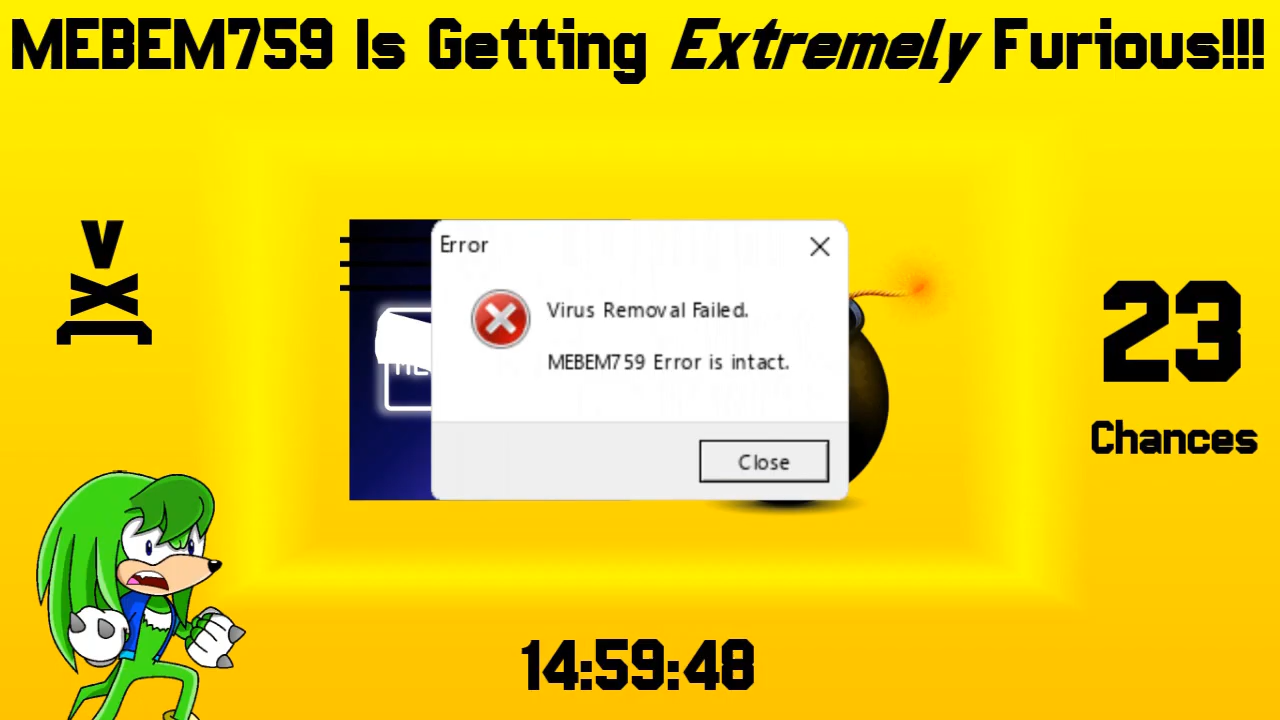 MEBEM759 Is Getting Extremely Furious!!!
>X[
Error
Virus Removal Failed.
MEBEM759 Error is intact.
Close
23
Chances
14:59:48